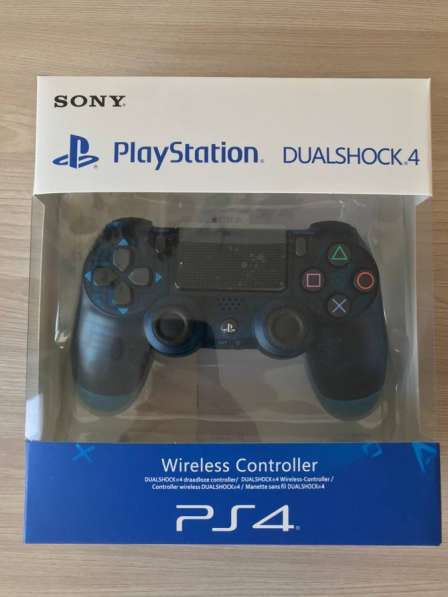 SONY
PlayStation® DUALSHOCK®4
Wireless Controller
DUALSHOCK®4 draadloze controller/ DUALSHOCK®4 Wireless-Controller /
Controller wireless DUALSHOCK®4 / Manette sans fil DUALSHOCK®4
PS4®